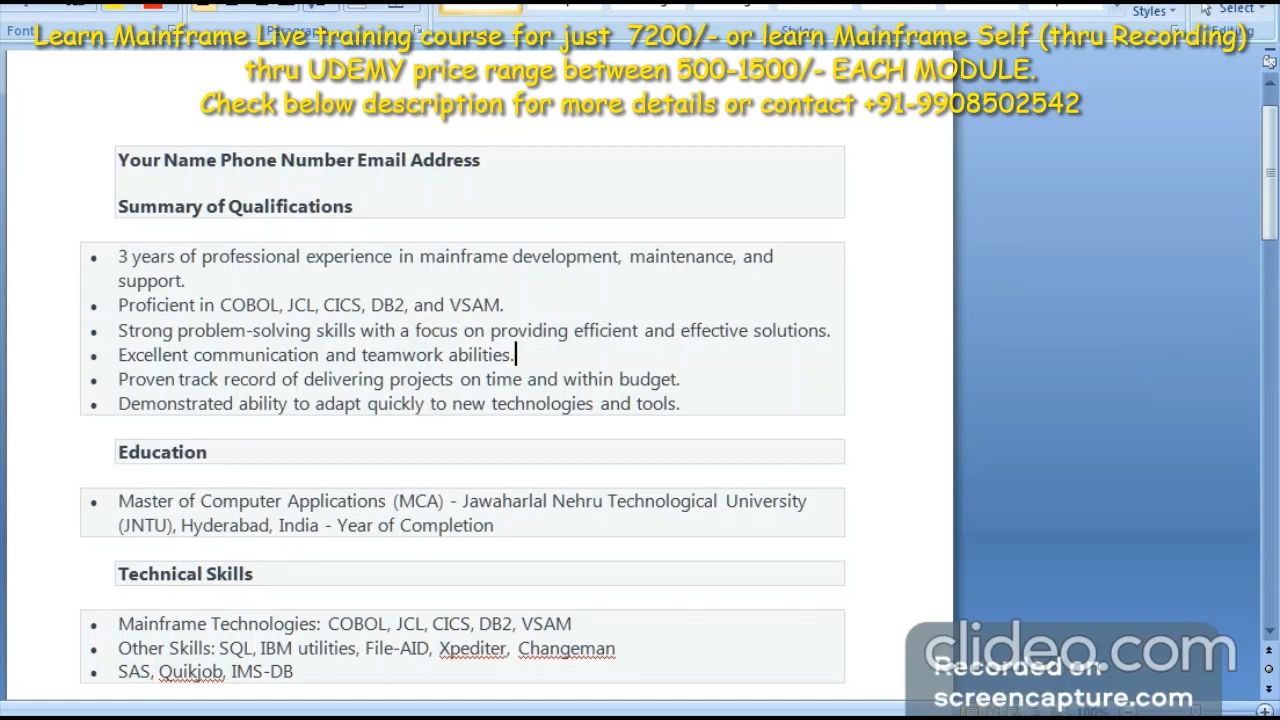 Styles
Select
Font
Paragraph
Styles
Editing
Learn Mainframe Live training course for just 7200/- or learn Mainframe Self (thru Recording)
thru UDEMY price range between 500-1500/- EACH MODULE.
Check below description for more details or contact +91-9908502542
Your Name Phone Number Email Address
Summary of Qualifications
• 3 years of professional experience in mainframe development, maintenance, and
support.
• Proficient in COBOL, JCL, CICS, DB2, and VSAM.
• Strong problem-solving skills with a focus on providing efficient and effective solutions.
• Excellent communication and teamwork abilities.
• Proven track record of delivering projects on time and within budget.
• Demonstrated ability to adapt quickly to new technologies and tools.
Education
• Master of Computer Applications (MCA) - Jawaharlal Nehru Technological University
(JNTU), Hyderabad, India - Year of Completion
Technical Skills
• Mainframe Technologies: COBOL, JCL, CICS, DB2, VSAM
• Other Skills: SQL, IBM utilities, File-AID, Xpediter, Changeman
• SAS, Quikjob, IMS-DB
clideo.com
Recorded on
screencapture.com
100%